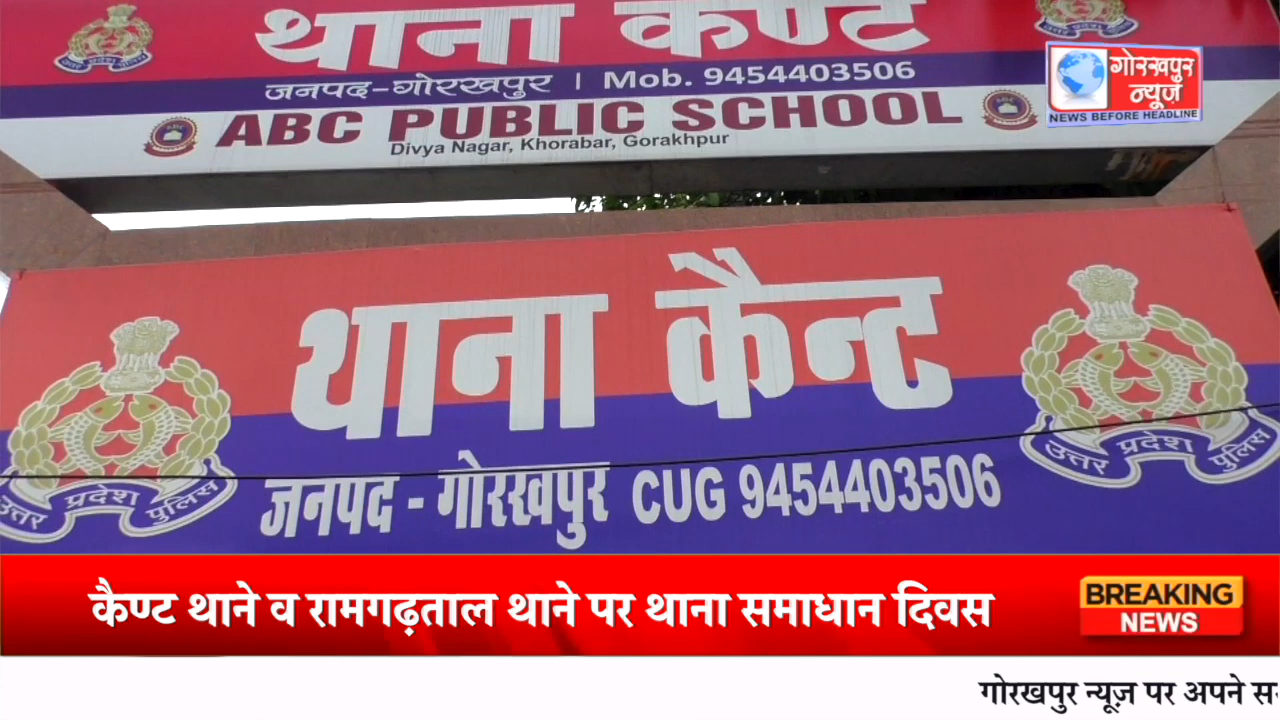 थाना कण्ट
जनपद-गोरखपुर | Mob. 9454403506
ABC PUBLIC SCHOOL
Divya Nagar, Khorabar, Gorakhpur
गोरखपुर
न्यूज़
NEWS BEFORE HEADLINE
थाना कैन्ट
जनपद - गोरखपुर CUG 9454403506
उत्तर प्रदेश पुलिस
उत्तर प्रदेश पुलिस
कैण्ट थाने व रामगढ़ताल थाने पर थाना समाधान दिवस
BREAKING
NEWS
गोरखपुर न्यूज़ पर अपने